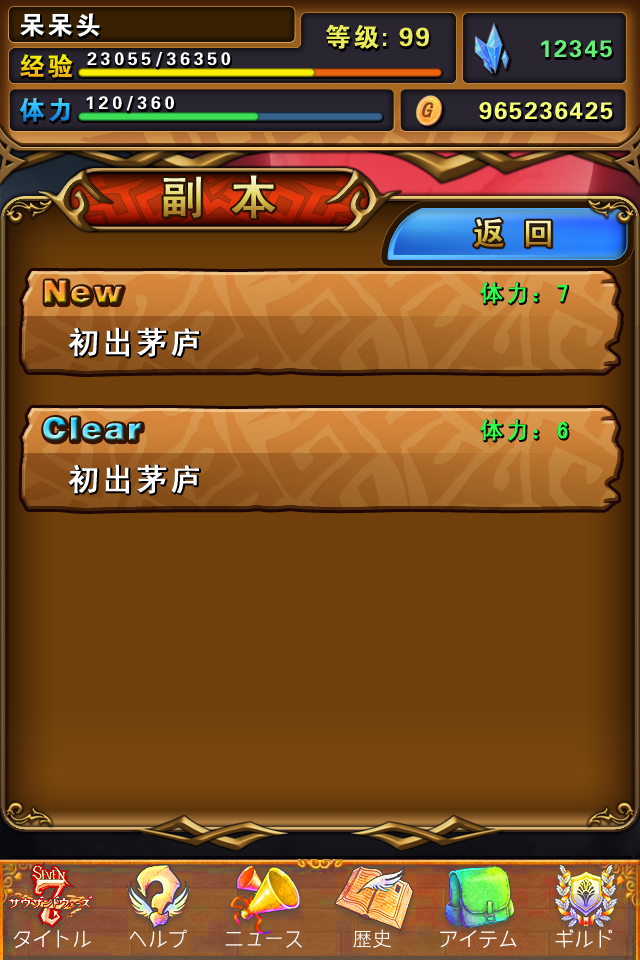 呆呆头
等级: 99
12345
经验 23055/36350
体力 120/360
G 965236425
副本
返回
New 体力：7
初出茅庐
Clear 体力：6
初出茅庐
SEVEN
7
サウザンドウォーズ
タイトル ヘルプ ニュース 歴史 アイテム ギルド